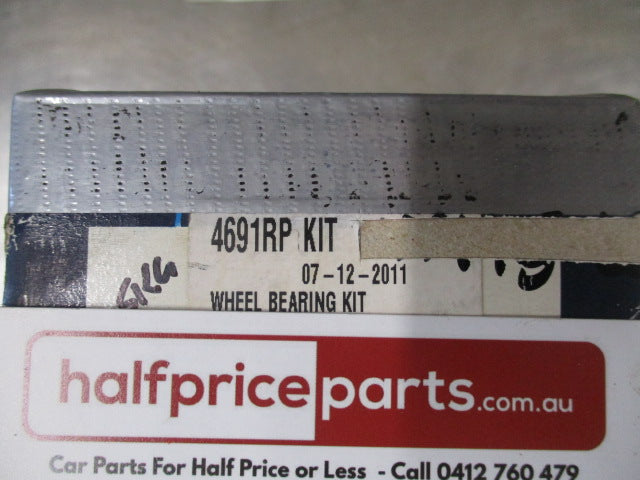 4691RP KIT
07-12-2011
WHEEL BEARING KIT
halfpriceparts.com.au
Car Parts For Half Price or Less - Call 0412 760 479